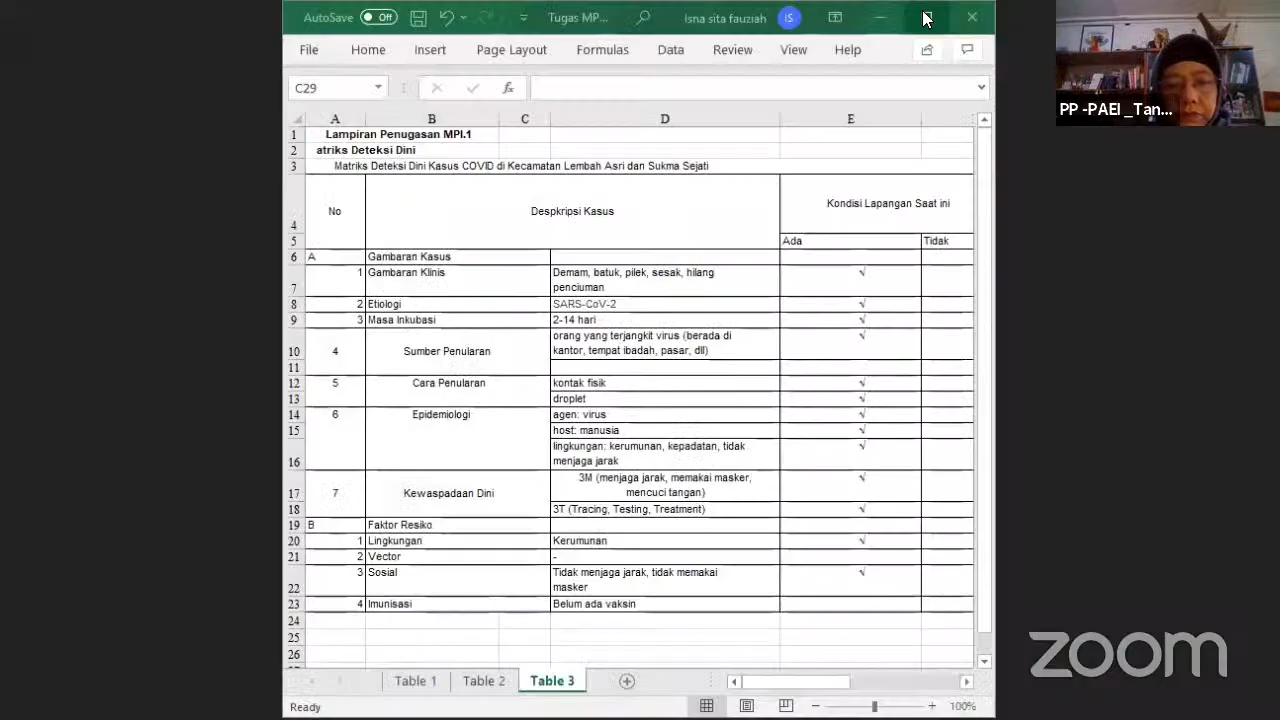 AutoSave Off Tugas MP... Isna sita fauziah IS
File Home Insert Page Layout Formulas Data Review View Help
C29 fx
A B C D E
1 Lampiran Penugasan MPI.1
2 atriks Deteksi Dini
3 Matriks Deteksi Dini Kasus COVID di Kecamatan Lembah Asri dan Sukma Sejati
4 No Despkripsi Kasus Kondisi Lapangan Saat ini
5 Ada Tidak
6 A Gambaran Kasus
7 1 Gambaran Klinis Demam, batuk, pilek, sesak, hilang
penciuman √
8 2 Etiologi SARS-CoV-2 √
9 3 Masa Inkubasi 2-14 hari √
10 4 Sumber Penularan orang yang terjangkit virus (berada di
kantor, tempat ibadah, pasar, dll) √
11
12 5 Cara Penularan kontak fisik √
13 droplet √
14 6 Epidemiologi agen: virus √
15 host: manusia √
16 lingkungan: kerumunan, kepadatan, tidak
menjaga jarak √
17 7 Kewaspadaan Dini 3M (menjaga jarak, memakai masker,
mencuci tangan) √
18 3T (Tracing, Testing, Treatment) √
19 B Faktor Resiko
20 1 Lingkungan Kerumunan √
21 2 Vector -
22 3 Sosial Tidak menjaga jarak, tidak memakai
masker √
23 4 Imunisasi Belum ada vaksin
24
25
26
Table 1 Table 2 Table 3
Ready 100%
PP -PAEI _Tan...
zoom